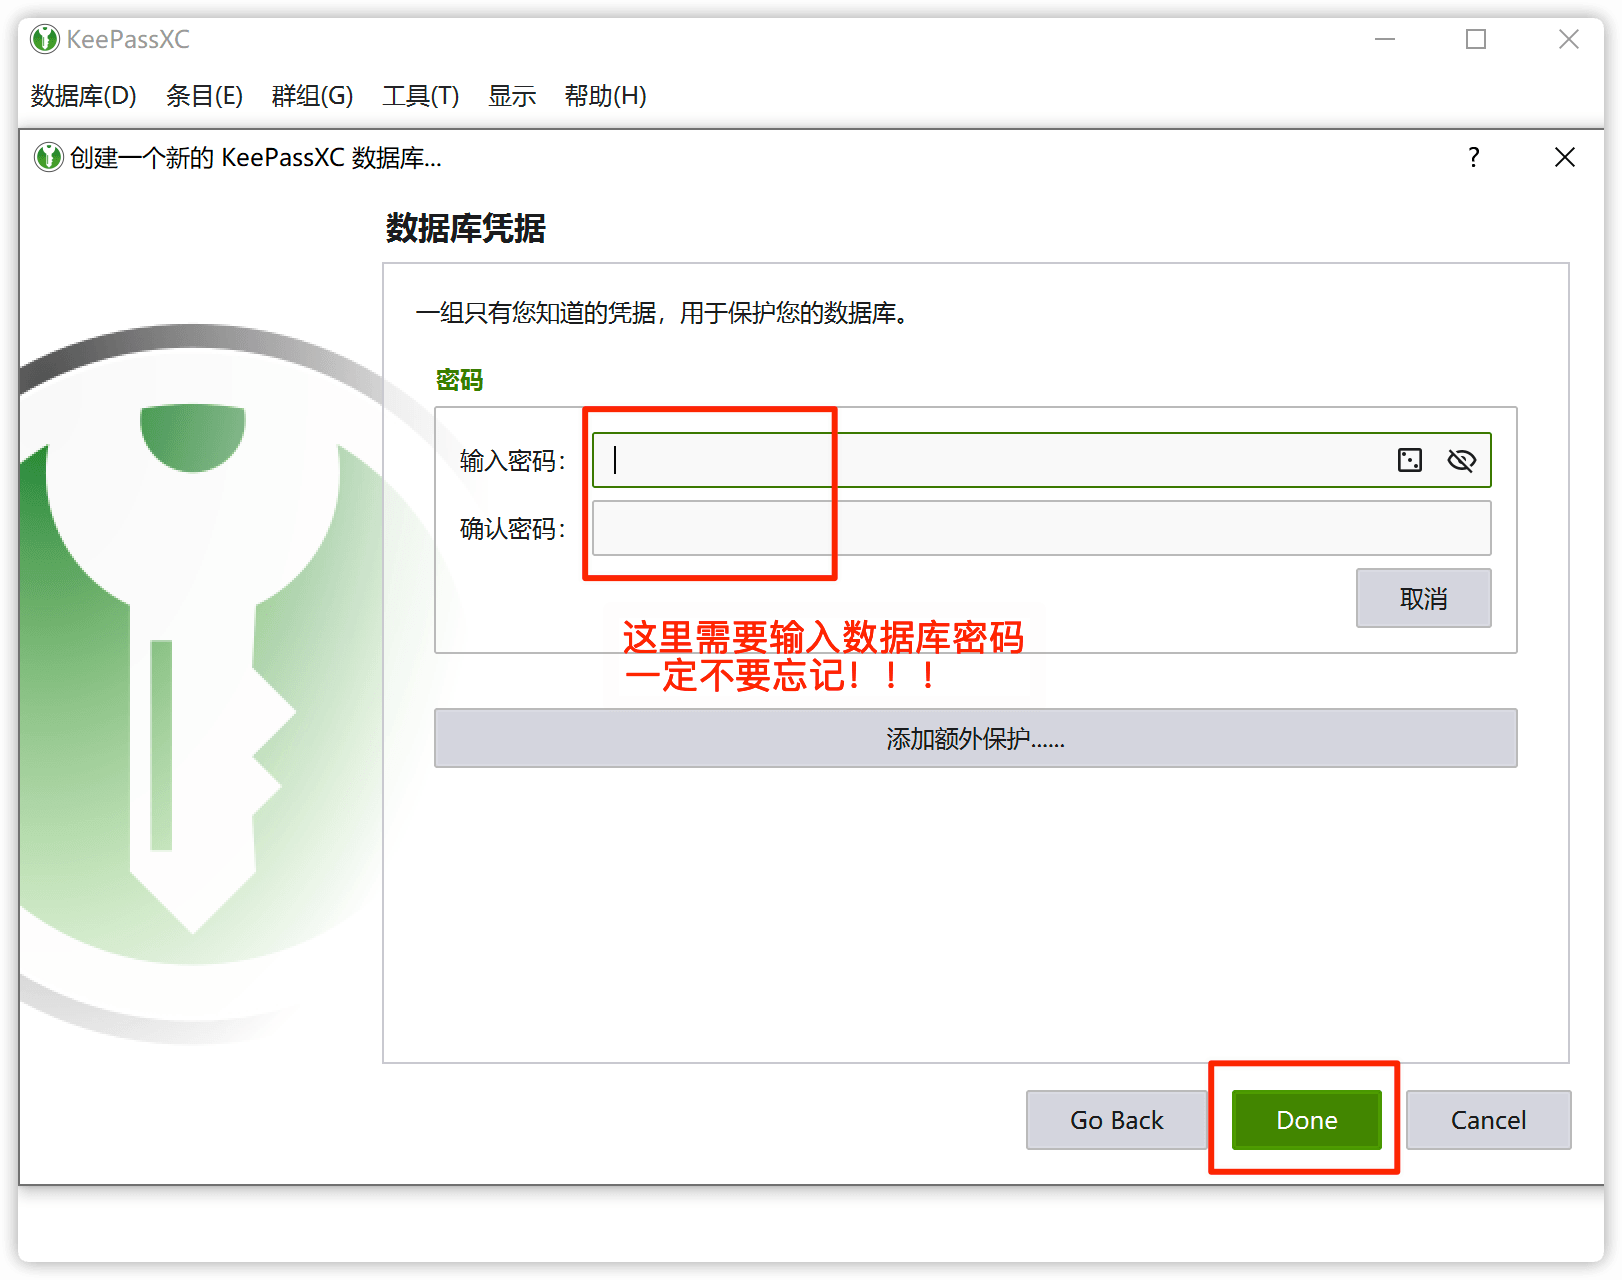 KeePassXC
数据库(D) 条目(E) 群组(G) 工具(T) 显示 帮助(H)
创建一个新的 KeePassXC 数据库...
?
数据库凭据
一组只有您知道的凭据，用于保护您的数据库。
密码
输入密码：
确认密码：
取消
这里需要输入数据库密码
一定不要忘记！！！
添加额外保护......
Go Back Done Cancel